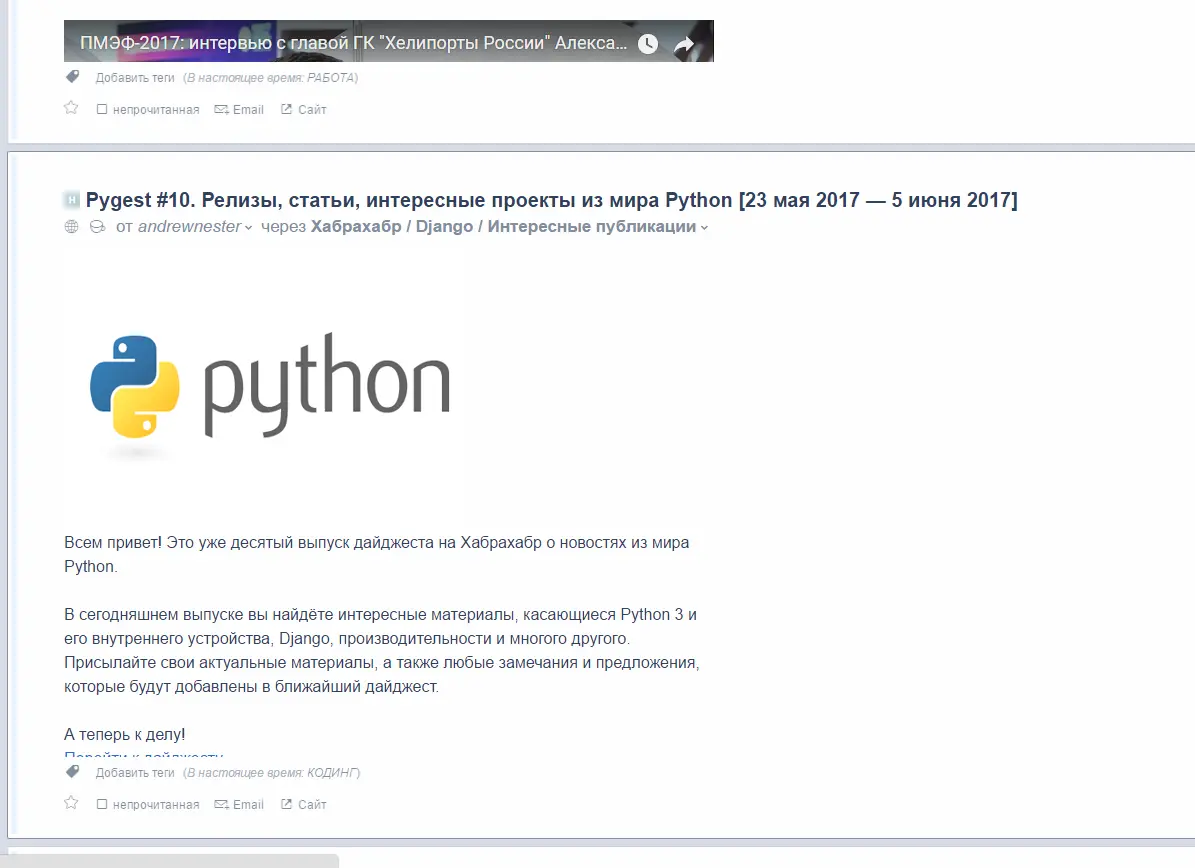 ПМЭФ-2017: интервью с главой ГК "Хелипорты России" Алекса...
Добавить теги (В настоящее время: РАБОТА)
непрочитанная Email Сайт
H Pygest #10. Релизы, статьи, интересные проекты из мира Python [23 мая 2017 — 5 июня 2017]
от andrewnester через Хабрахабр / Django / Интересные публикации
python
Всем привет! Это уже десятый выпуск дайджеста на Хабрахабр о новостях из мира
Python.
В сегодняшнем выпуске вы найдёте интересные материалы, касающиеся Python 3 и
его внутреннего устройства, Django, производительности и многого другого.
Присылайте свои актуальные материалы, а также любые замечания и предложения,
которые будут добавлены в ближайший дайджест.
А теперь к делу!
Перейти к дайджесту
Добавить теги (В настоящее время: КОДИНГ)
непрочитанная Email Сайт